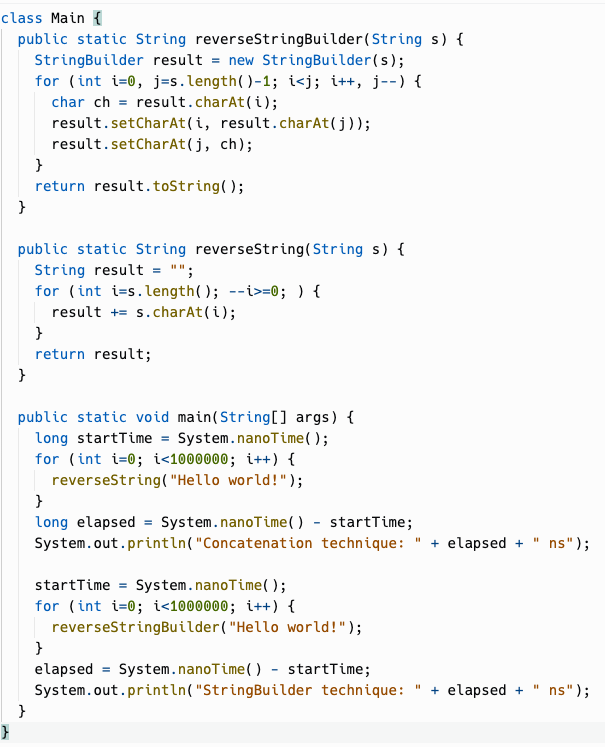 class Main {
  public static String reverseStringBuilder(String s) {
    StringBuilder result = new StringBuilder(s);
    for (int i=0, j=s.length()-1; i<j; i++, j--) {
      char ch = result.charAt(i);
      result.setCharAt(i, result.charAt(j));
      result.setCharAt(j, ch);
    }
    return result.toString();
  }

  public static String reverseString(String s) {
    String result = "";
    for (int i=s.length(); --i>=0; ) {
      result += s.charAt(i);
    }
    return result;
  }

  public static void main(String[] args) {
    long startTime = System.nanoTime();
    for (int i=0; i<1000000; i++) {
      reverseString("Hello world!");
    }
    long elapsed = System.nanoTime() - startTime;
    System.out.println("Concatenation technique: " + elapsed + " ns");

    startTime = System.nanoTime();
    for (int i=0; i<1000000; i++) {
      reverseStringBuilder("Hello world!");
    }
    elapsed = System.nanoTime() - startTime;
    System.out.println("StringBuilder technique: " + elapsed + " ns");
  }
}